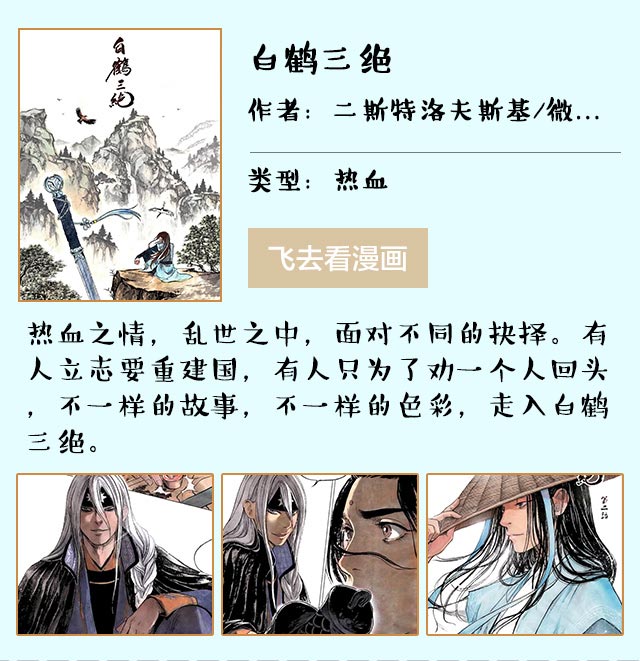 白鹤三绝
白鹤三绝
作者：二斯特洛夫斯基/微...
类型：热血
飞去看漫画
热血之情，乱世之中，面对不同的抉择。有
人立志要重建国，有人只为了劝一个人回头
，不一样的故事，不一样的色彩，走入白鹤
三绝。